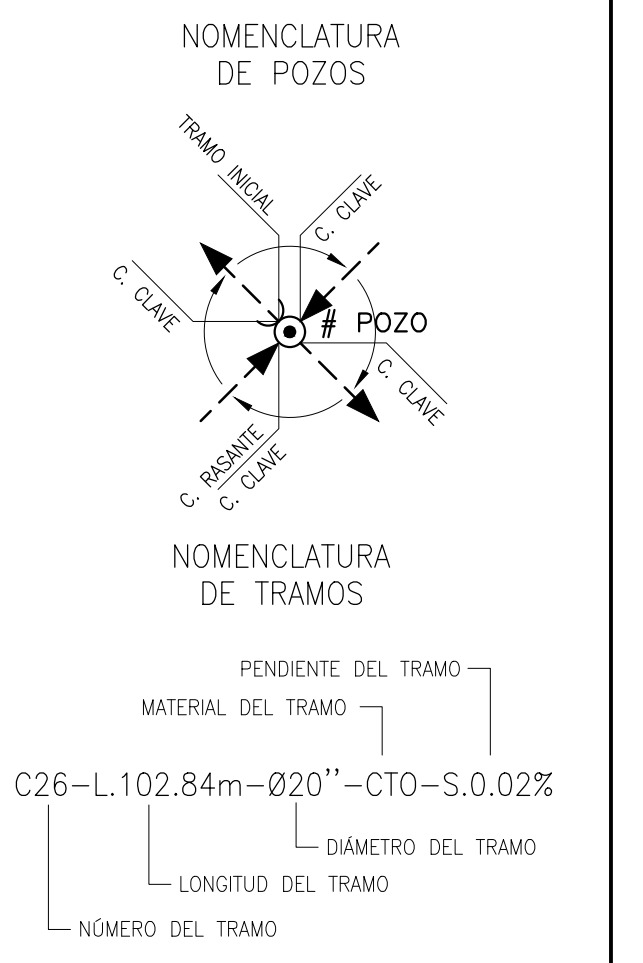 NOMENCLATURA
DE POZOS
TRAMO INICIAL
C. CLAVE
C. CLAVE
# POZO
C. CLAVE
C. RASANTE
C. CLAVE
NOMENCLATURA
DE TRAMOS
PENDIENTE DEL TRAMO
MATERIAL DEL TRAMO
C26-L.102.84m-Ø20''-CTO-S.0.02%
DIÁMETRO DEL TRAMO
LONGITUD DEL TRAMO
NÚMERO DEL TRAMO